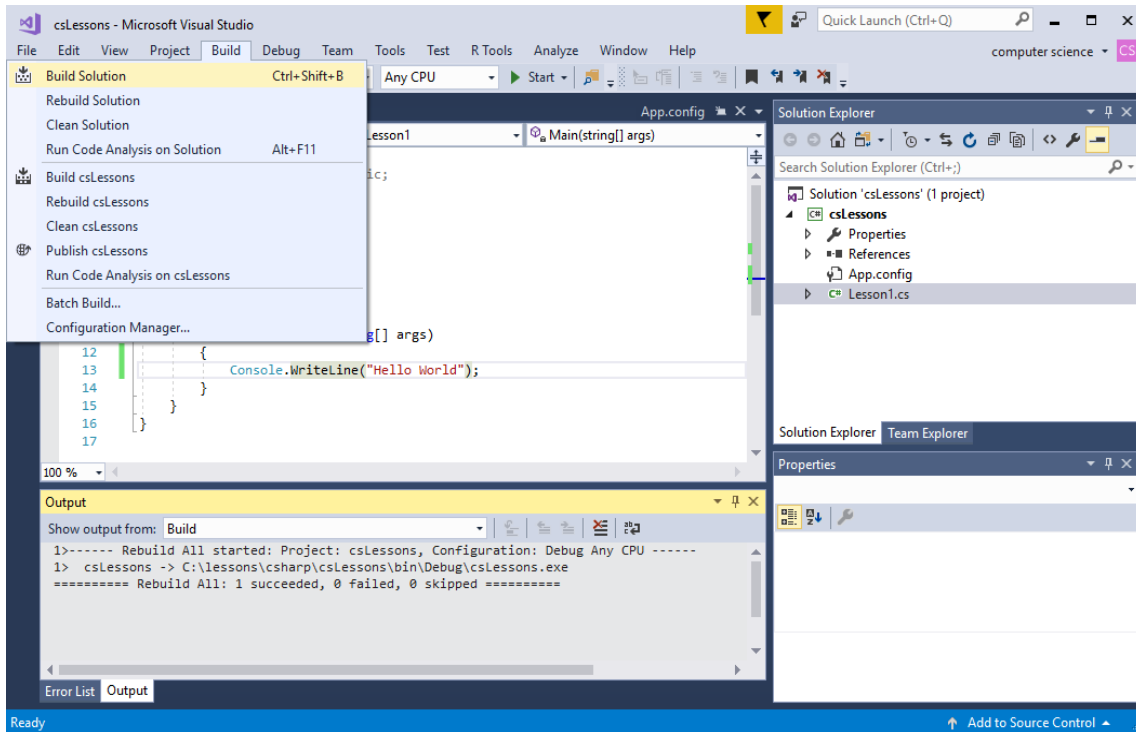 csLessons - Microsoft Visual Studio
Quick Launch (Ctrl+Q)
File Edit View Project Build Debug Team Tools Test R Tools Analyze Window Help
computer science CS
Build Solution Ctrl+Shift+B
Rebuild Solution
Clean Solution
Run Code Analysis on Solution Alt+F11
Build csLessons
Rebuild csLessons
Clean csLessons
Publish csLessons
Run Code Analysis on csLessons
Batch Build...
Configuration Manager...
Any CPU Start
App.config
Lesson1 Main(string[] args)
ic;
g[] args)
12 {
13 Console.WriteLine("Hello World");
14 }
15 }
16 }
17
100 %
Output
Show output from: Build
1>------ Rebuild All started: Project: csLessons, Configuration: Debug Any CPU ------
1> csLessons -> C:\lessons\csharp\csLessons\bin\Debug\csLessons.exe
========== Rebuild All: 1 succeeded, 0 failed, 0 skipped ==========
Error List Output
Solution Explorer
Search Solution Explorer (Ctrl+;)
Solution 'csLessons' (1 project)
C# csLessons
Properties
References
App.config
C# Lesson1.cs
Solution Explorer Team Explorer
Properties
Ready
Add to Source Control